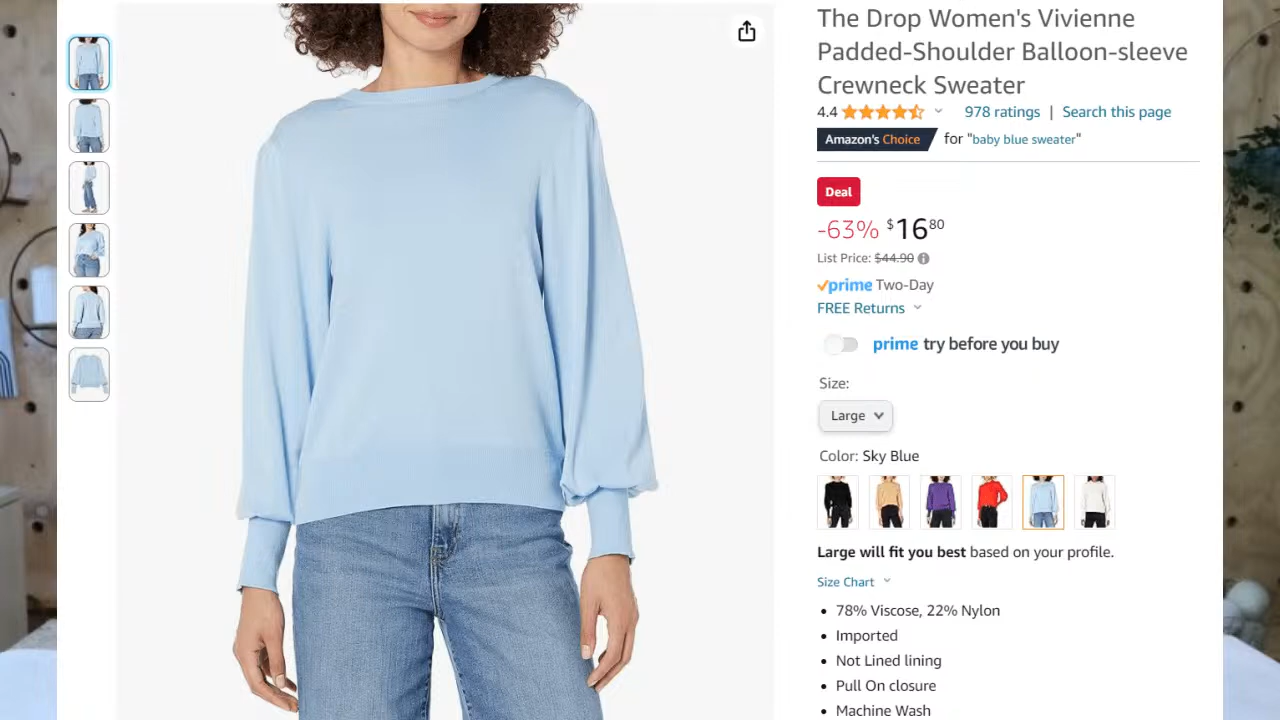 The Drop Women's Vivienne
Padded-Shoulder Balloon-sleeve
Crewneck Sweater
4.4 978 ratings | Search this page
Amazon's Choice for "baby blue sweater"
Deal
-63% $1680
List Price: $44.90
prime Two-Day
FREE Returns
prime try before you buy
Size:
Large
Color: Sky Blue
Large will fit you best based on your profile.
Size Chart
• 78% Viscose, 22% Nylon
• Imported
• Not Lined lining
• Pull On closure
• Machine Wash